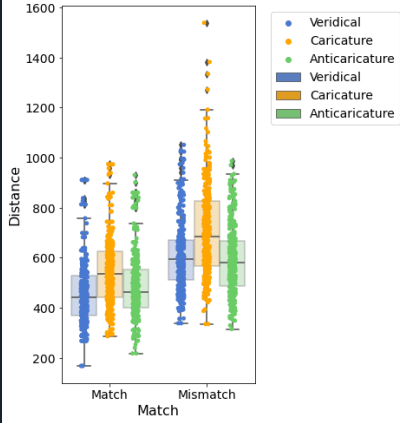 1600
1400
1200
1000
800
600
400
200
Distance
Match
Mismatch
Match
Veridical
Caricature
Anticaricature
Veridical
Caricature
Anticaricature